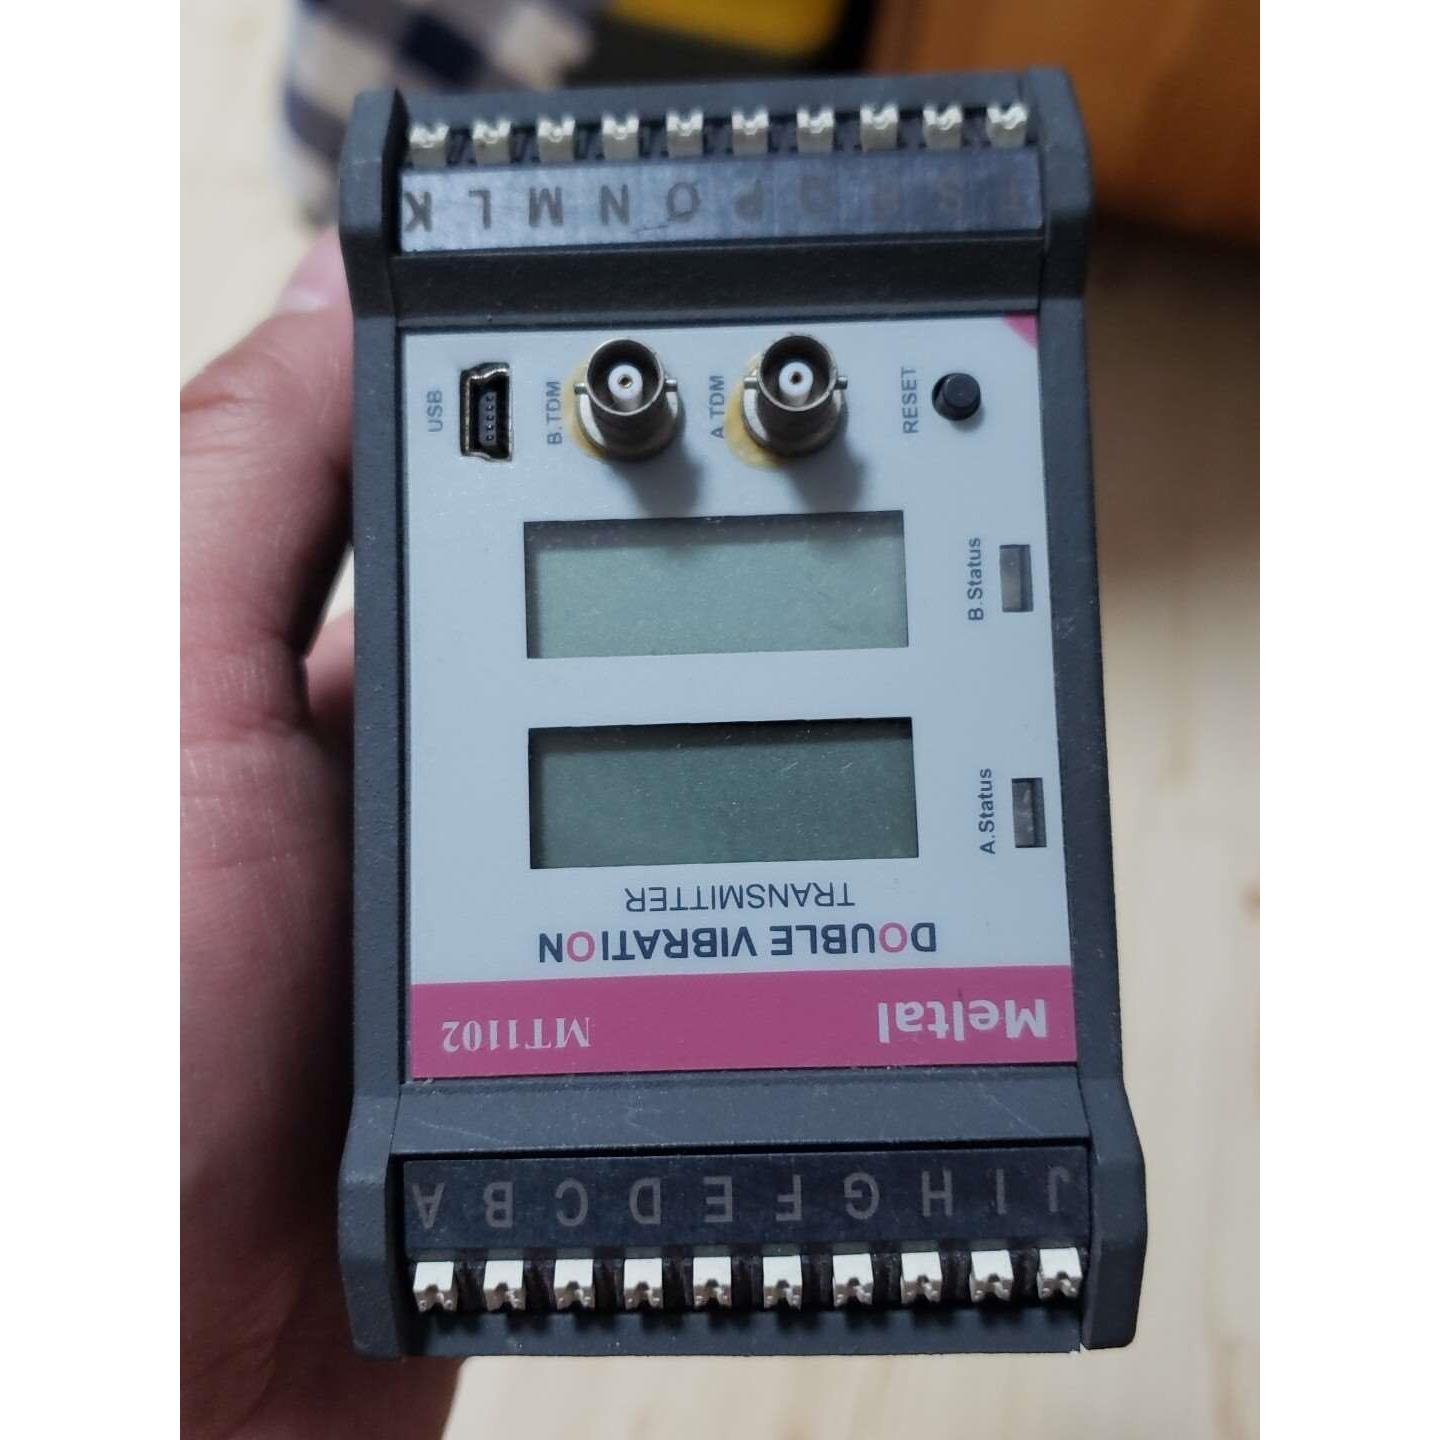 J I H G F E D C B A
Meltal MT1102
DOUBLE VIBRATION
TRANSMITTER
A.Status
B.Status
RESET
A.TDM
B.TDM
USB
T S R Q P O N M L K